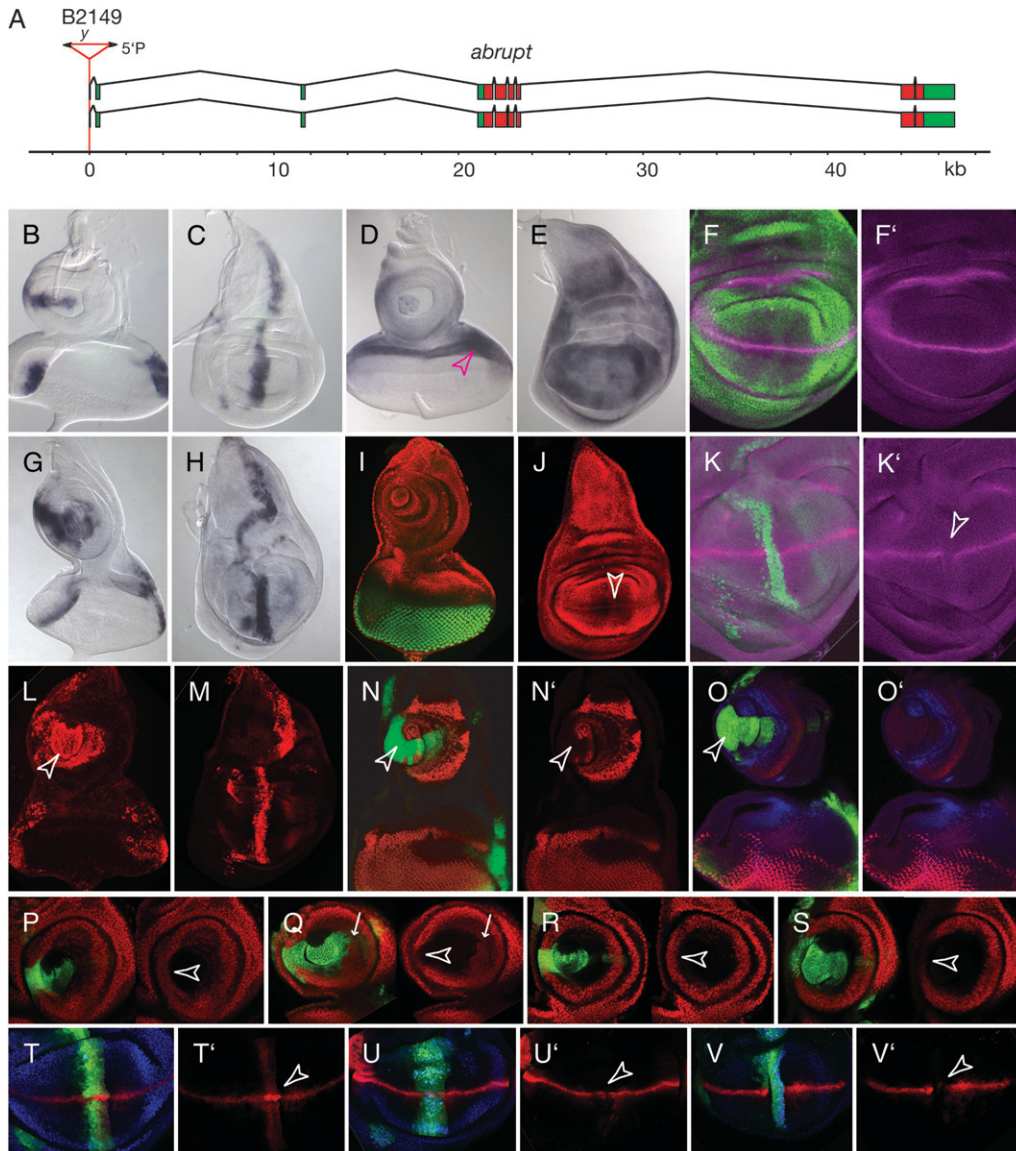 A
B2149
y
5'P
abrupt
0 10 20 30 40 kb
B C D E F F'
G H I J K K'
L M N N' O O'
P Q R S
T T' U U' V V'